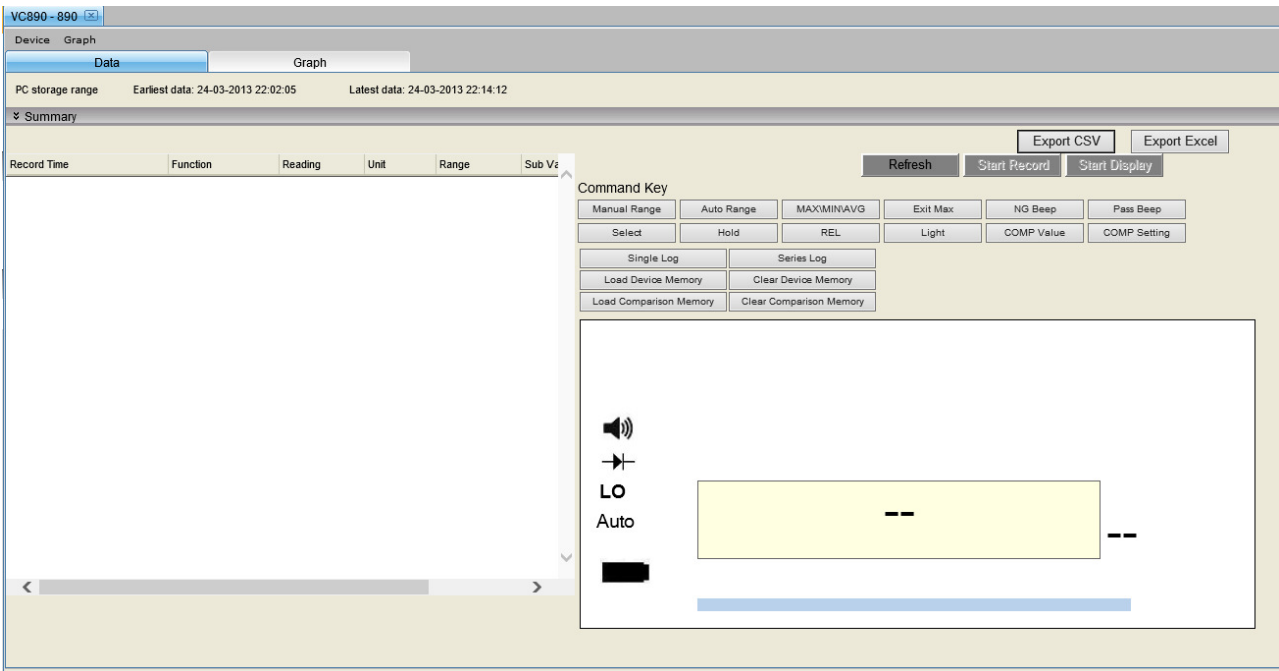 VC890 - 890
Device Graph
Data Graph
PC storage range Earliest data: 24-03-2013 22:02:05 Latest data: 24-03-2013 22:14:12
Summary
Export CSV Export Excel
Record Time Function Reading Unit Range Sub Va
Refresh Start Record Start Display
Command Key
Manual Range Auto Range MAX\MIN\AVG Exit Max NG Beep Pass Beep
Select Hold REL Light COMP Value COMP Setting
Single Log Series Log
Load Device Memory Clear Device Memory
Load Comparison Memory Clear Comparison Memory
LO
Auto
--
--